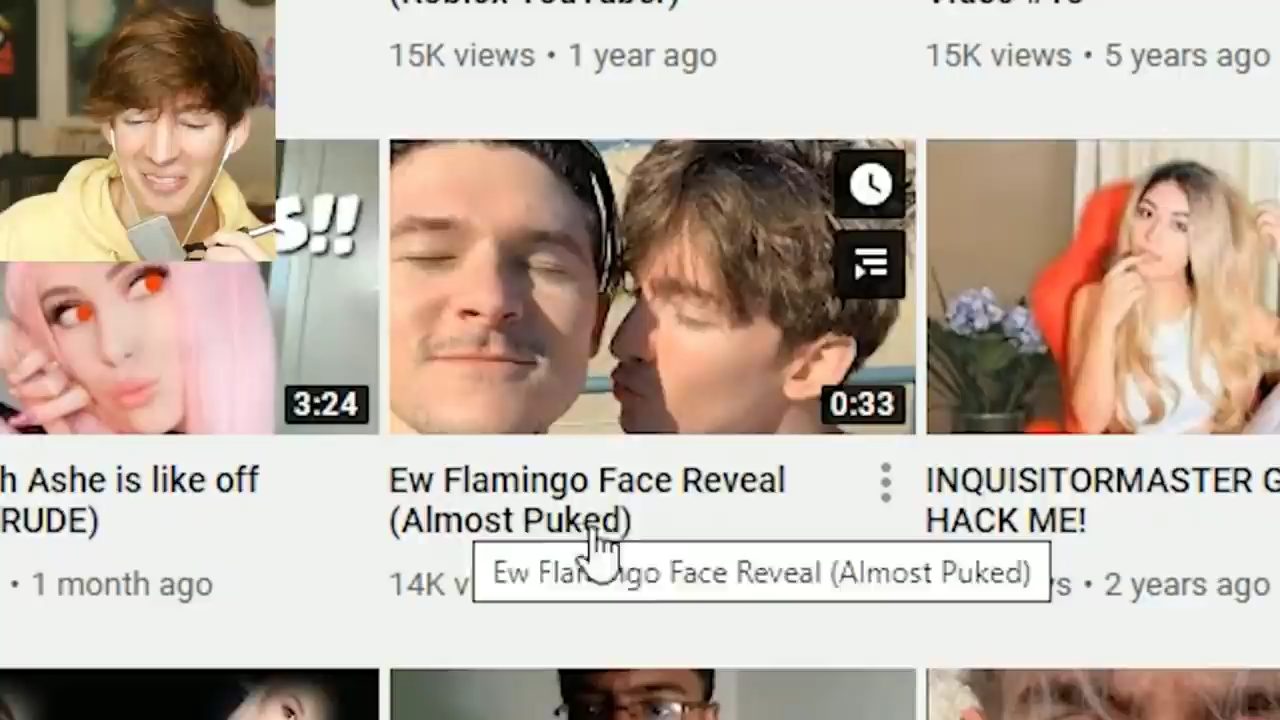 15K views • 1 year ago
15K views • 5 years ago
S!!
3:24
0:33
h Ashe is like off
RUDE)
Ew Flamingo Face Reveal
(Almost Puked)
INQUISITORMASTER G
HACK ME!
• 1 month ago
14K v
Ew Flamingo Face Reveal (Almost Puked)
s • 2 years ago